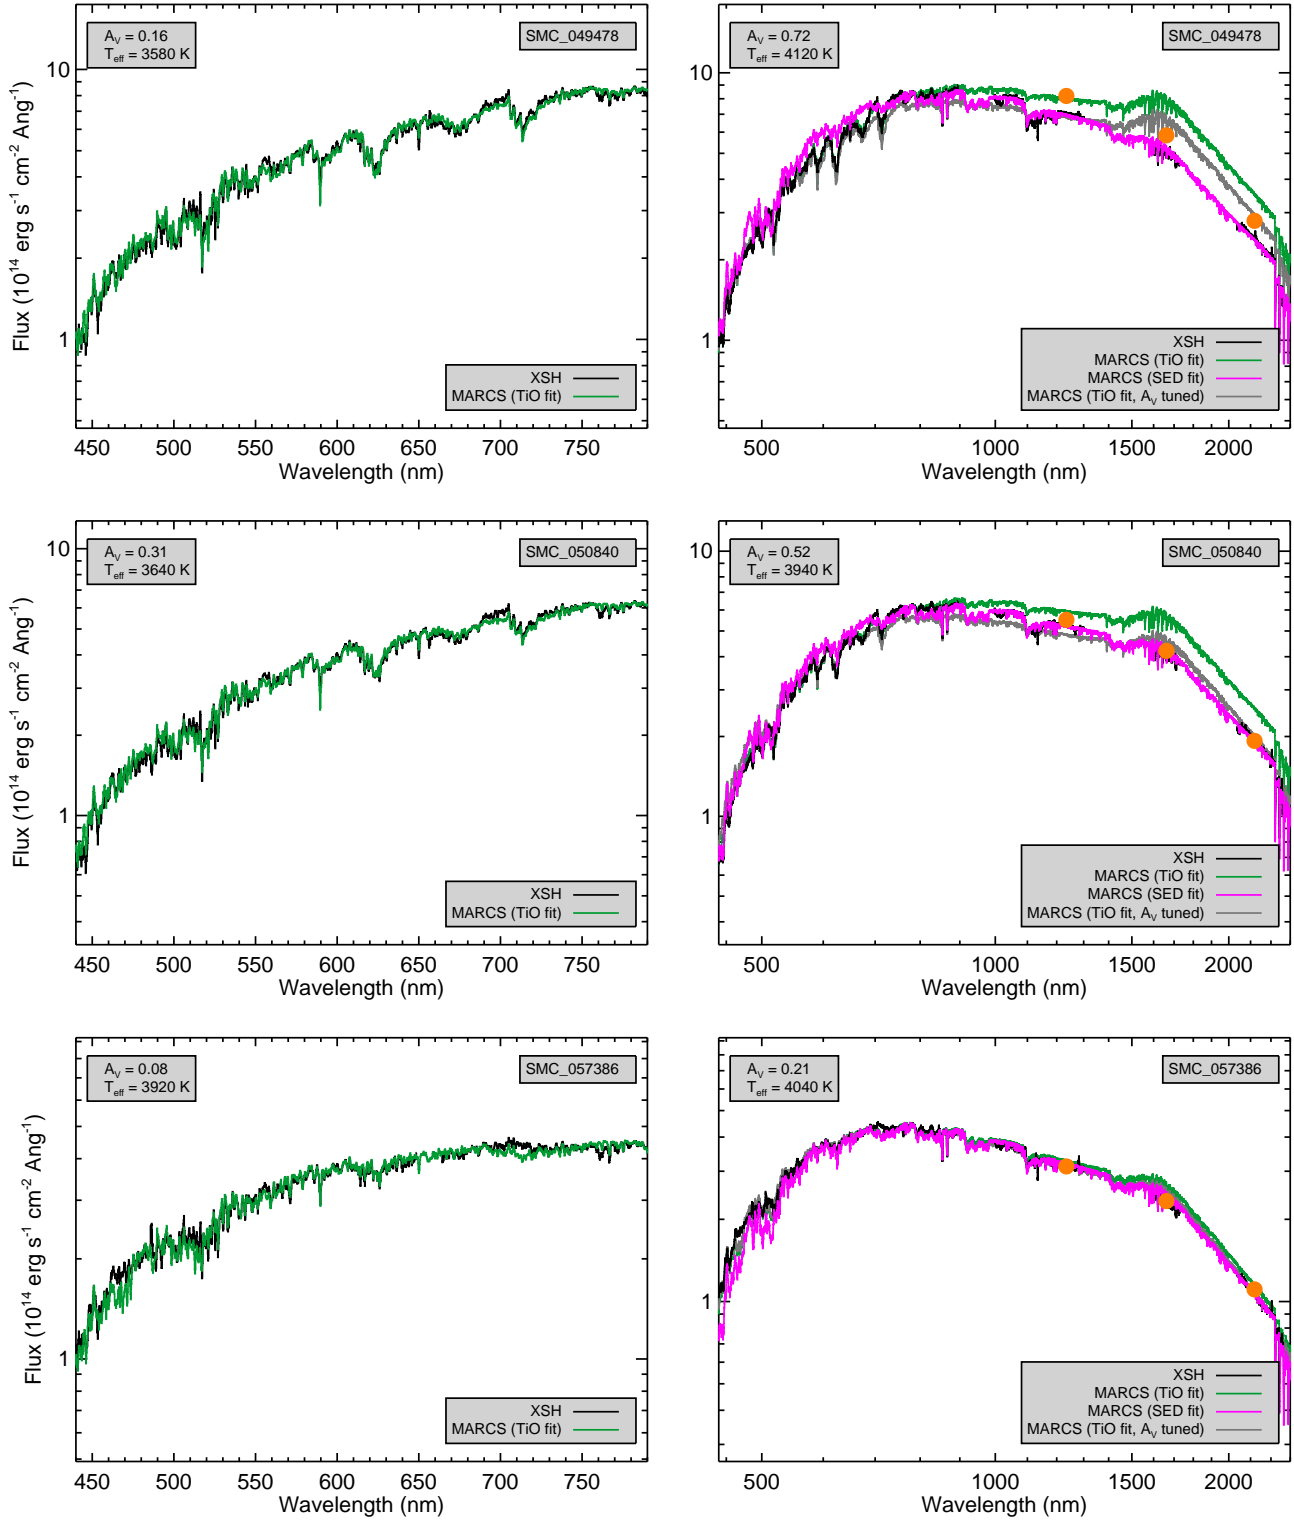 A_V = 0.16
T_eff = 3580 K
SMC_049478
10
1
Flux (10^14 erg s^-1 cm^-2 Ang^-1)
XSH
MARCS (TiO fit)
450 500 550 600 650 700 750
Wavelength (nm)
A_V = 0.72
T_eff = 4120 K
SMC_049478
10
1
XSH
MARCS (TiO fit)
MARCS (SED fit)
MARCS (TiO fit, A_V tuned)
500 1000 1500 2000
Wavelength (nm)
A_V = 0.31
T_eff = 3640 K
SMC_050840
10
1
Flux (10^14 erg s^-1 cm^-2 Ang^-1)
XSH
MARCS (TiO fit)
450 500 550 600 650 700 750
Wavelength (nm)
A_V = 0.52
T_eff = 3940 K
SMC_050840
10
1
XSH
MARCS (TiO fit)
MARCS (SED fit)
MARCS (TiO fit, A_V tuned)
500 1000 1500 2000
Wavelength (nm)
A_V = 0.08
T_eff = 3920 K
SMC_057386
1
Flux (10^14 erg s^-1 cm^-2 Ang^-1)
XSH
MARCS (TiO fit)
450 500 550 600 650 700 750
Wavelength (nm)
A_V = 0.21
T_eff = 4040 K
SMC_057386
1
XSH
MARCS (TiO fit)
MARCS (SED fit)
MARCS (TiO fit, A_V tuned)
500 1000 1500 2000
Wavelength (nm)